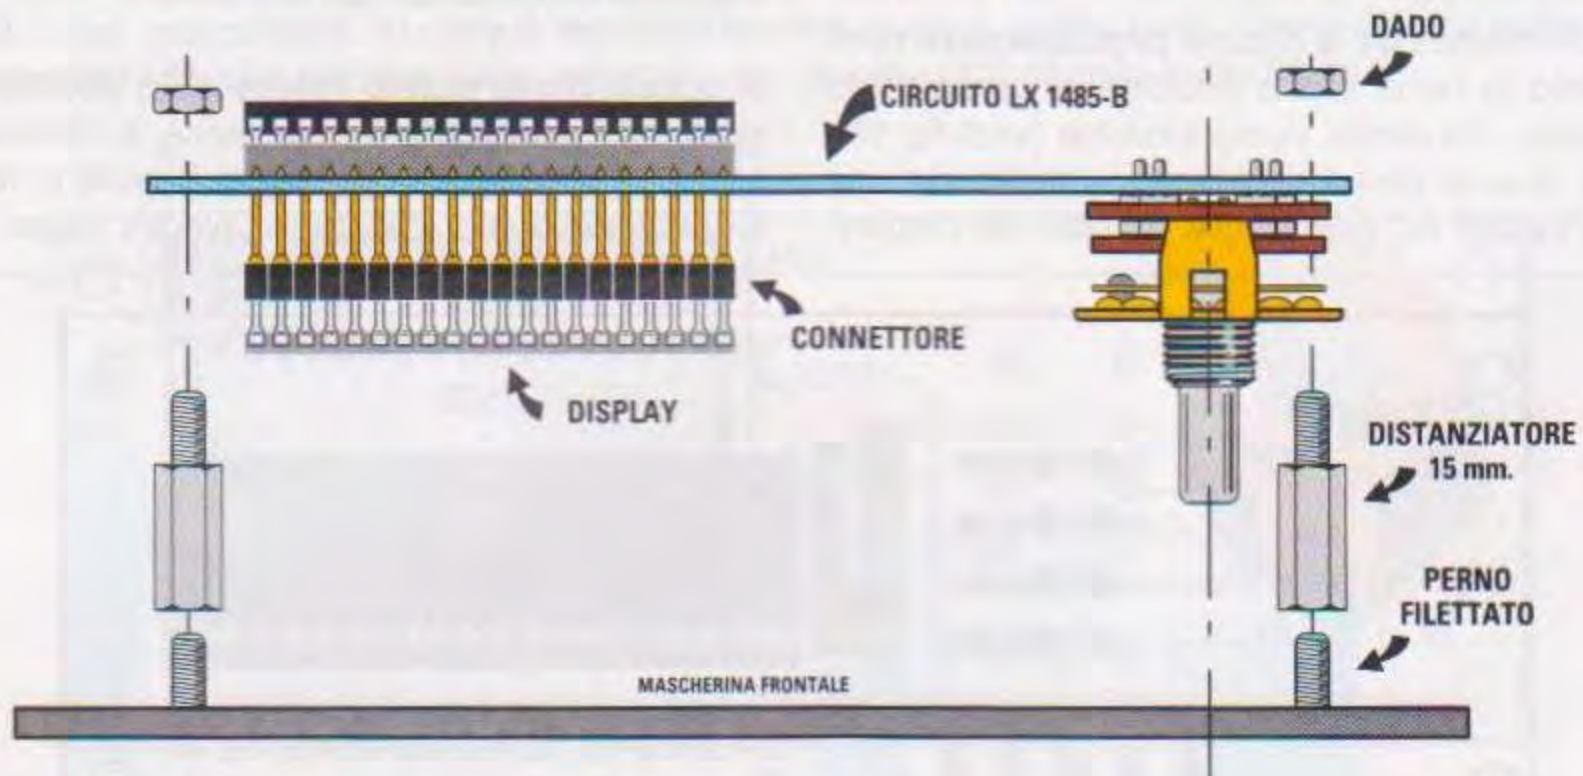 DADO
CIRCUITO LX 1485-B
CONNETTORE
DISPLAY
DISTANZIATORE
15 mm.
PERNO
FILETTATO
MASCHERINA FRONTALE